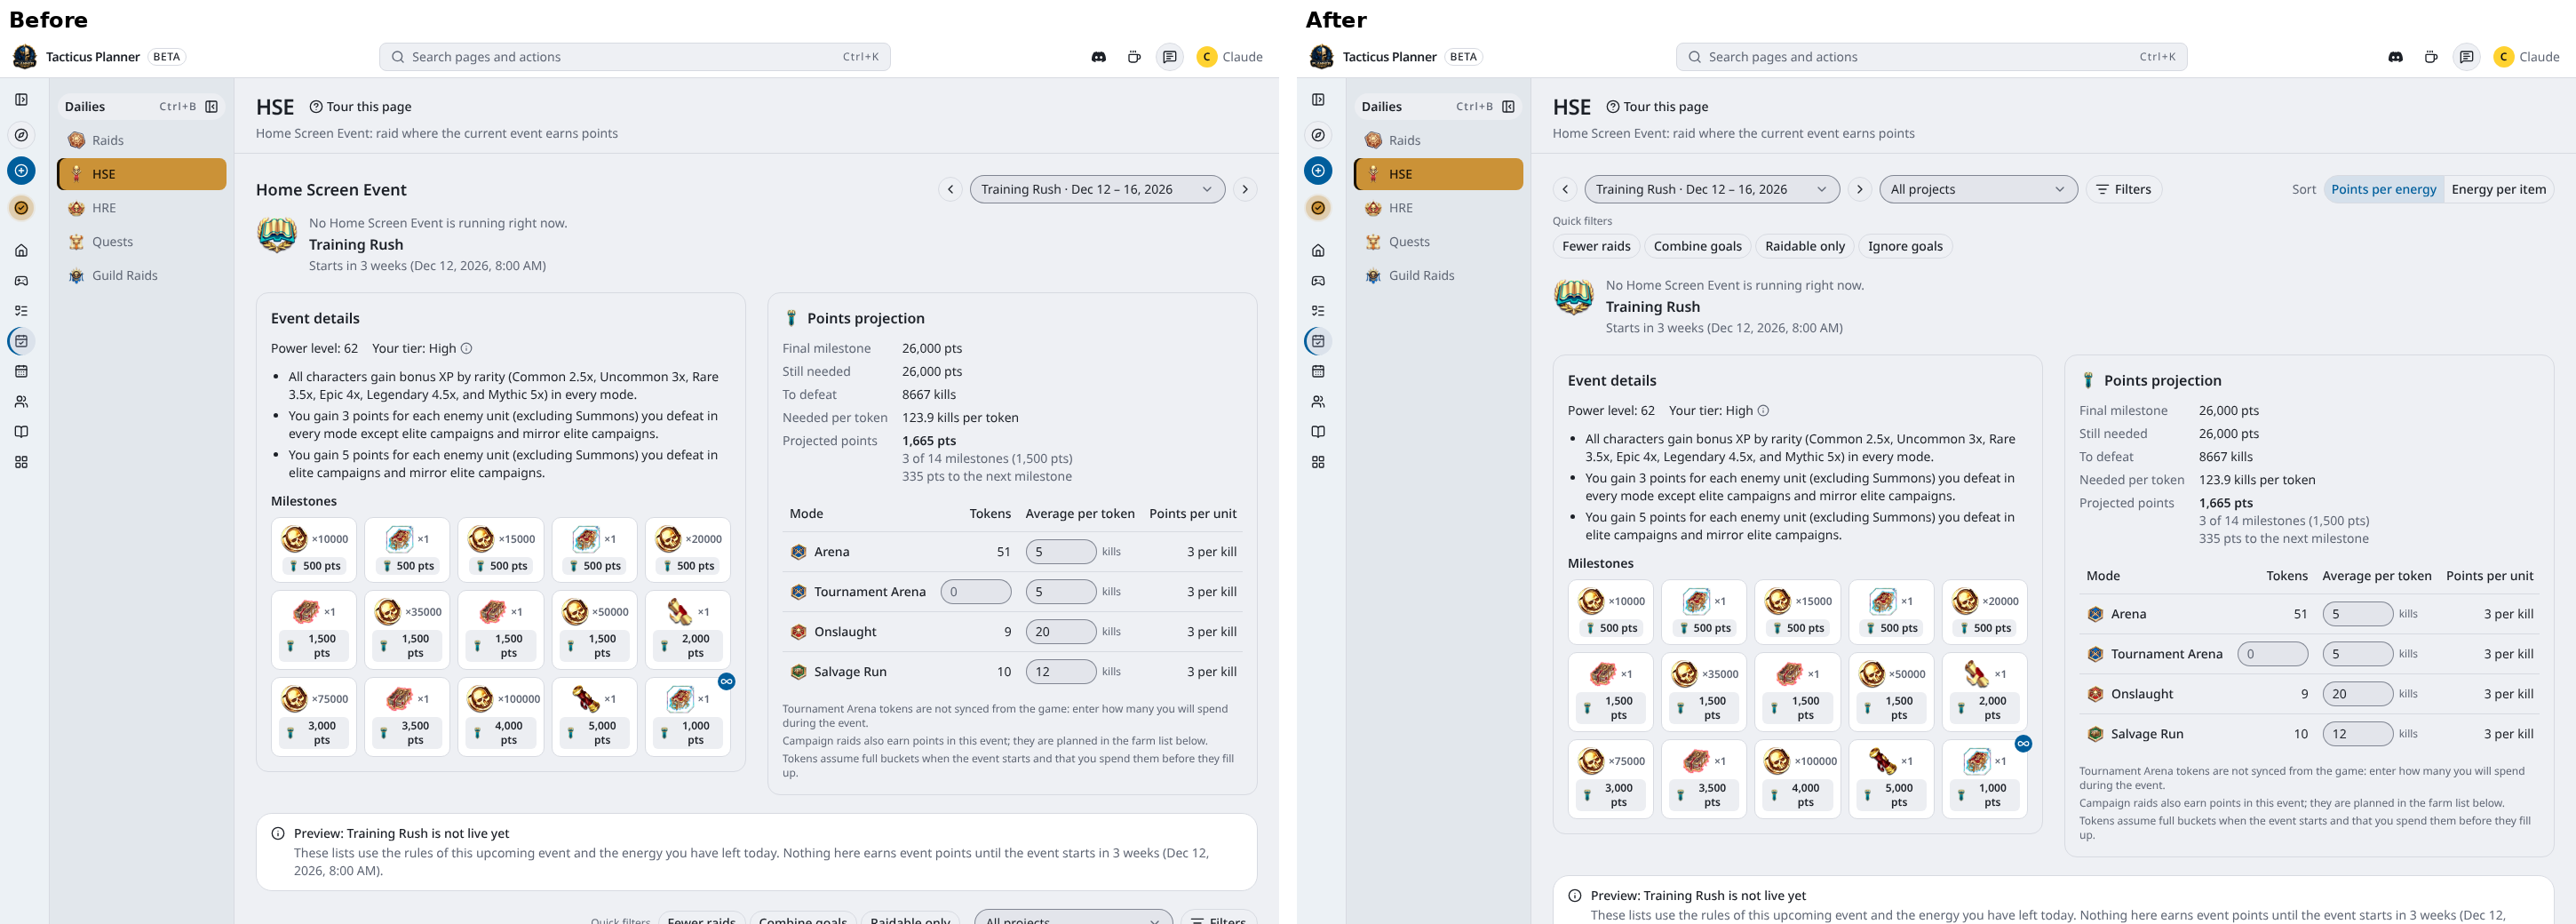 Before
Tacticus Planner BETA
Search pages and actions Ctrl+K
C Claude
Dailies Ctrl+B
Raids
HSE
HRE
Quests
Guild Raids
HSE Tour this page
Home Screen Event: raid where the current event earns points
Home Screen Event
Training Rush · Dec 12 – 16, 2026
No Home Screen Event is running right now.
Training Rush
Starts in 3 weeks (Dec 12, 2026, 8:00 AM)
Event details
Power level: 62 Your tier: High
• All characters gain bonus XP by rarity (Common 2.5x, Uncommon 3x, Rare
3.5x, Epic 4x, Legendary 4.5x, and Mythic 5x) in every mode.
• You gain 3 points for each enemy unit (excluding Summons) you defeat in
every mode except elite campaigns and mirror elite campaigns.
• You gain 5 points for each enemy unit (excluding Summons) you defeat in
elite campaigns and mirror elite campaigns.
Milestones
×10000 ×1 ×15000 ×1 ×20000
500 pts 500 pts 500 pts 500 pts 500 pts
×1 ×35000 ×1 ×50000 ×1
1,500 1,500 1,500 1,500 2,000
pts pts pts pts pts
×75000 ×1 ×100000 ×1 ×1
3,000 3,500 4,000 5,000 1,000
pts pts pts pts pts
Points projection
Final milestone 26,000 pts
Still needed 26,000 pts
To defeat 8667 kills
Needed per token 123.9 kills per token
Projected points 1,665 pts
3 of 14 milestones (1,500 pts)
335 pts to the next milestone
Mode Tokens Average per token Points per unit
Arena 51 5 kills 3 per kill
Tournament Arena 0 5 kills 3 per kill
Onslaught 9 20 kills 3 per kill
Salvage Run 10 12 kills 3 per kill
Tournament Arena tokens are not synced from the game: enter how many you will spend
during the event.
Campaign raids also earn points in this event; they are planned in the farm list below.
Tokens assume full buckets when the event starts and that you spend them before they fill
up.
Preview: Training Rush is not live yet
These lists use the rules of this upcoming event and the energy you have left today. Nothing here earns event points until the event starts in 3 weeks (Dec 12,
2026, 8:00 AM).
Quick filters Fewer raids Combine goals Raidable only All projects Filters
After
Tacticus Planner BETA
Search pages and actions Ctrl+K
C Claude
Dailies Ctrl+B
Raids
HSE
HRE
Quests
Guild Raids
HSE Tour this page
Home Screen Event: raid where the current event earns points
Training Rush · Dec 12 – 16, 2026 All projects Filters Sort Points per energy Energy per item
Quick filters
Fewer raids Combine goals Raidable only Ignore goals
No Home Screen Event is running right now.
Training Rush
Starts in 3 weeks (Dec 12, 2026, 8:00 AM)
Event details
Power level: 62 Your tier: High
• All characters gain bonus XP by rarity (Common 2.5x, Uncommon 3x, Rare
3.5x, Epic 4x, Legendary 4.5x, and Mythic 5x) in every mode.
• You gain 3 points for each enemy unit (excluding Summons) you defeat in
every mode except elite campaigns and mirror elite campaigns.
• You gain 5 points for each enemy unit (excluding Summons) you defeat in
elite campaigns and mirror elite campaigns.
Milestones
×10000 ×1 ×15000 ×1 ×20000
500 pts 500 pts 500 pts 500 pts 500 pts
×1 ×35000 ×1 ×50000 ×1
1,500 1,500 1,500 1,500 2,000
pts pts pts pts pts
×75000 ×1 ×100000 ×1 ×1
3,000 3,500 4,000 5,000 1,000
pts pts pts pts pts
Points projection
Final milestone 26,000 pts
Still needed 26,000 pts
To defeat 8667 kills
Needed per token 123.9 kills per token
Projected points 1,665 pts
3 of 14 milestones (1,500 pts)
335 pts to the next milestone
Mode Tokens Average per token Points per unit
Arena 51 5 kills 3 per kill
Tournament Arena 0 5 kills 3 per kill
Onslaught 9 20 kills 3 per kill
Salvage Run 10 12 kills 3 per kill
Tournament Arena tokens are not synced from the game: enter how many you will spend
during the event.
Campaign raids also earn points in this event; they are planned in the farm list below.
Tokens assume full buckets when the event starts and that you spend them before they fill
up.
Preview: Training Rush is not live yet
These lists use the rules of this upcoming event and the energy you have left today. Nothing here earns event points until the event starts in 3 weeks (Dec 12,